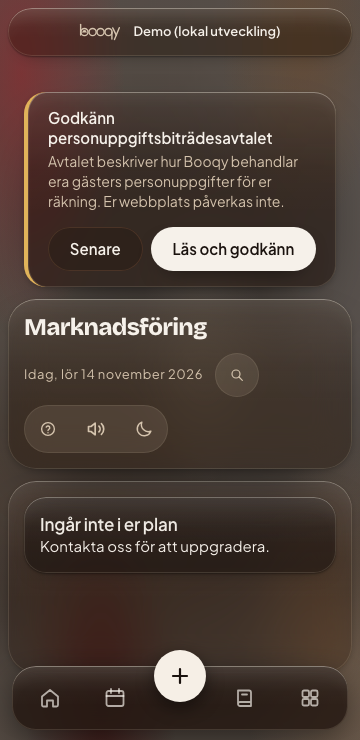 booqy Demo (lokal utveckling)
Godkänn
personuppgiftsbiträdesavtalet
Avtalet beskriver hur Booqy behandlar
era gästers personuppgifter för er
räkning. Er webbplats påverkas inte.
Senare Läs och godkänn
Marknadsföring
Idag, lör 14 november 2026
Ingår inte i er plan
Kontakta oss för att uppgradera.